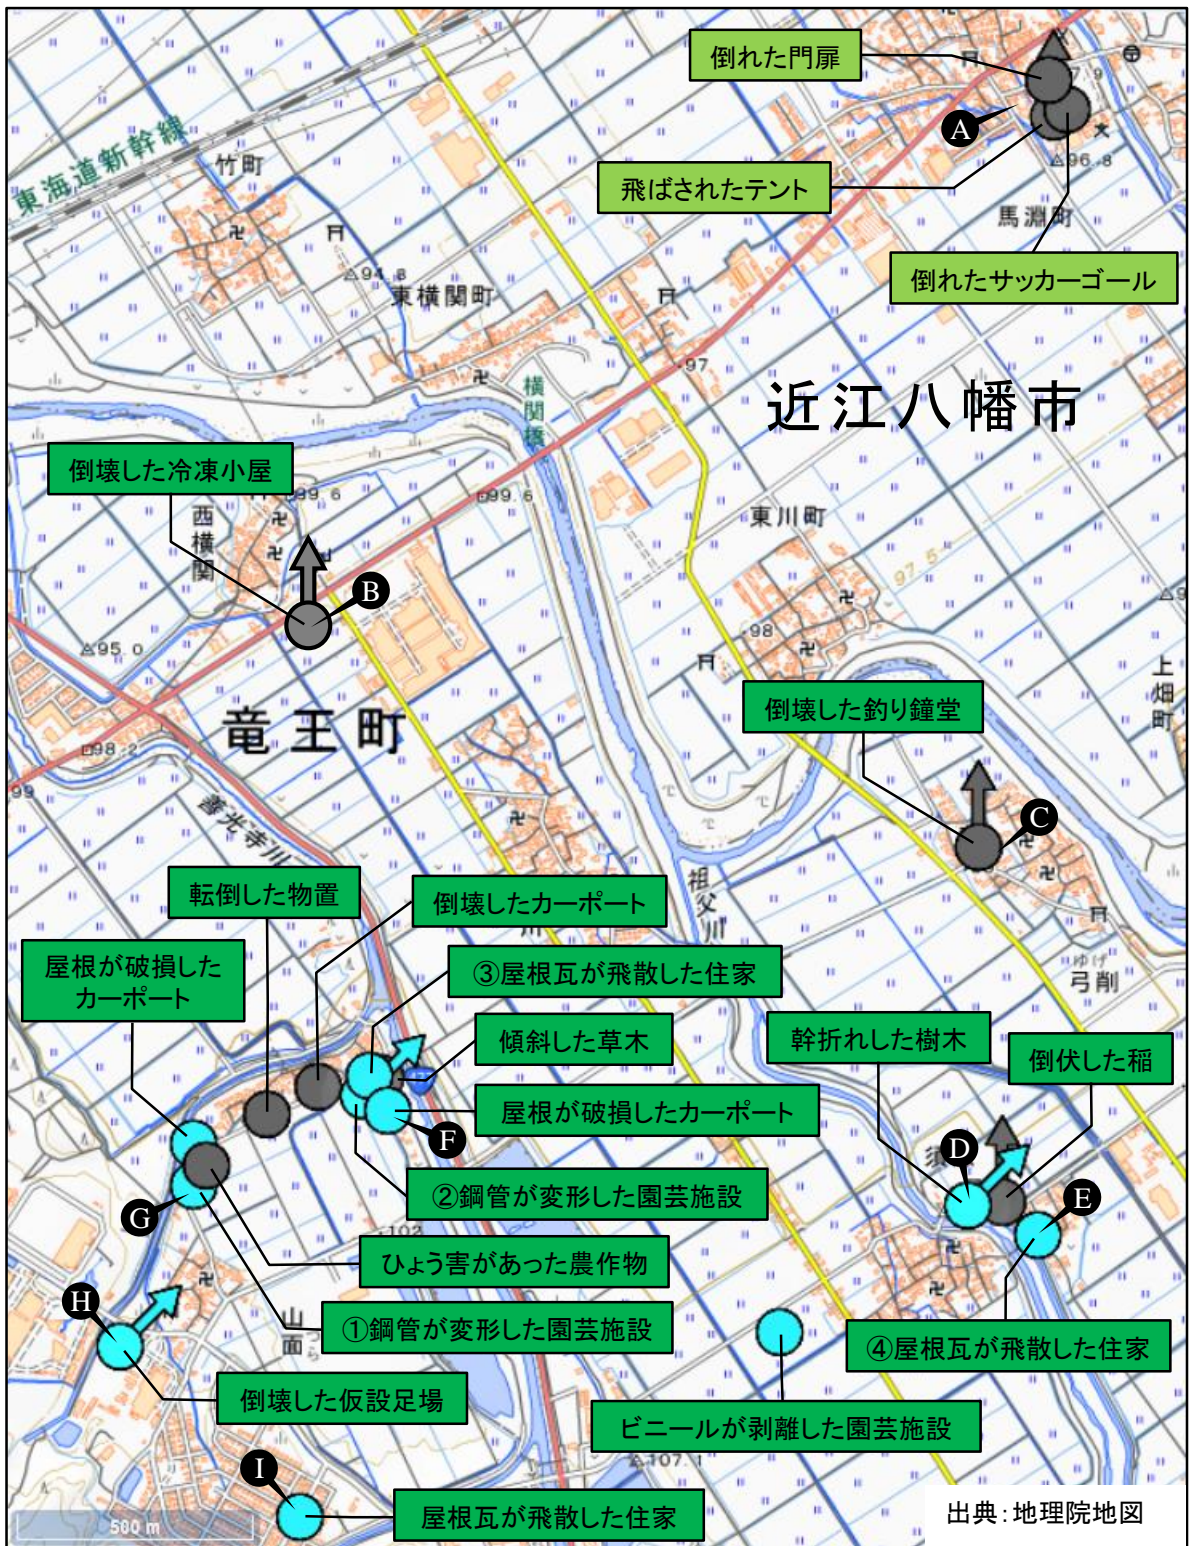 倒れた門扉
7.9
A
飛ばされたテント
96.8
馬淵町
倒れたサッカーゴール
東海道新幹線
竹町
94.8
東横関町
97
横関橋
近江八幡市
倒壊した冷凍小屋
99.6
99.6
西横関
東川町
97.5
B
98
95.0
上畑町
倒壊した釣り鐘堂
竜王町
98.2
99
善光寺川
C
転倒した物置
倒壊したカーポート
祖父川
屋根が破損した
カーポート
③屋根瓦が飛散した住家
ゆげ
弓削
傾斜した草木
幹折れした樹木
倒伏した稲
屋根が破損したカーポート
F
D
須
G
②鋼管が変形した園芸施設
E
102
ひょう害があった農作物
H
山面
①鋼管が変形した園芸施設
④屋根瓦が飛散した住家
倒壊した仮設足場
ビニールが剥離した園芸施設
107.1
I
屋根瓦が飛散した住家
500 m
出典：地理院地図